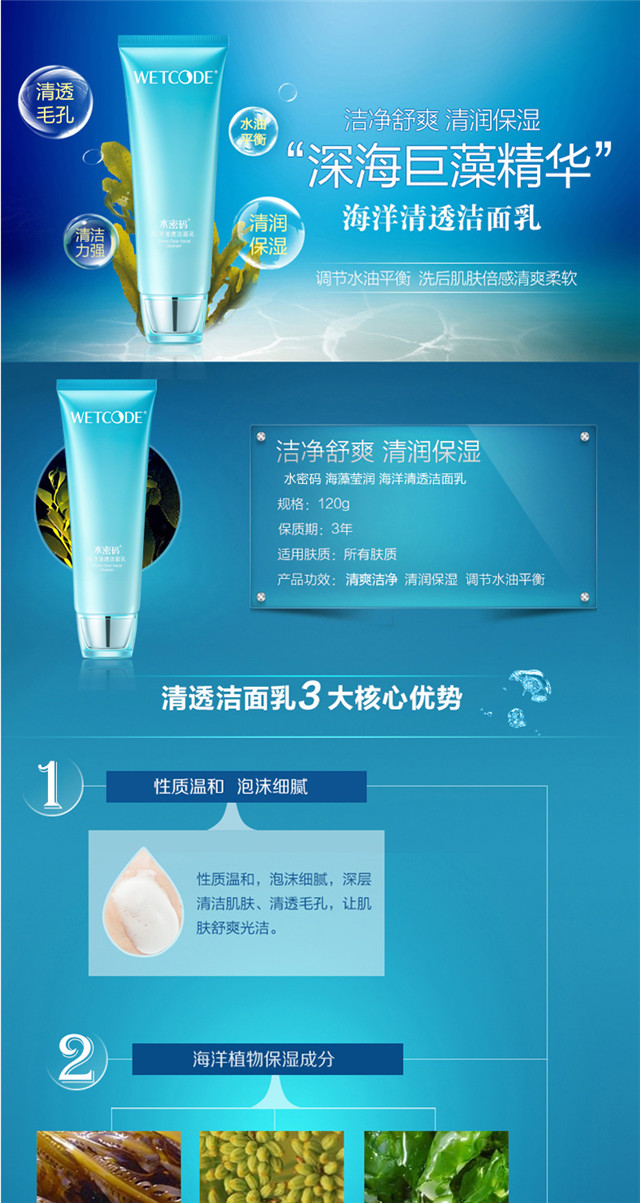 WETCODE®
清透
毛孔
水油
平衡
清洁
力强
清润
保湿
水密码®
洁净舒爽 清润保湿
“深海巨藻精华”
海洋清透洁面乳
调节水油平衡 洗后肌肤倍感清爽柔软
WETCODE®
水密码®
洁净舒爽 清润保湿
水密码 海藻莹润 海洋清透洁面乳
规格：120g
保质期：3年
适用肤质：所有肤质
产品功效：清爽洁净 清润保湿 调节水油平衡
清透洁面乳3大核心优势
1
性质温和 泡沫细腻
性质温和，泡沫细腻，深层
清洁肌肤、清透毛孔，让肌
肤舒爽光洁。
2
海洋植物保湿成分